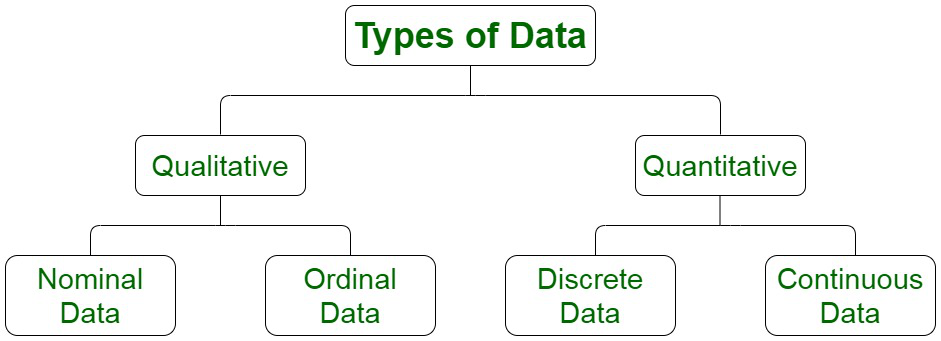 Types of Data
Qualitative
Quantitative
Nominal
Data
Ordinal
Data
Discrete
Data
Continuous
Data